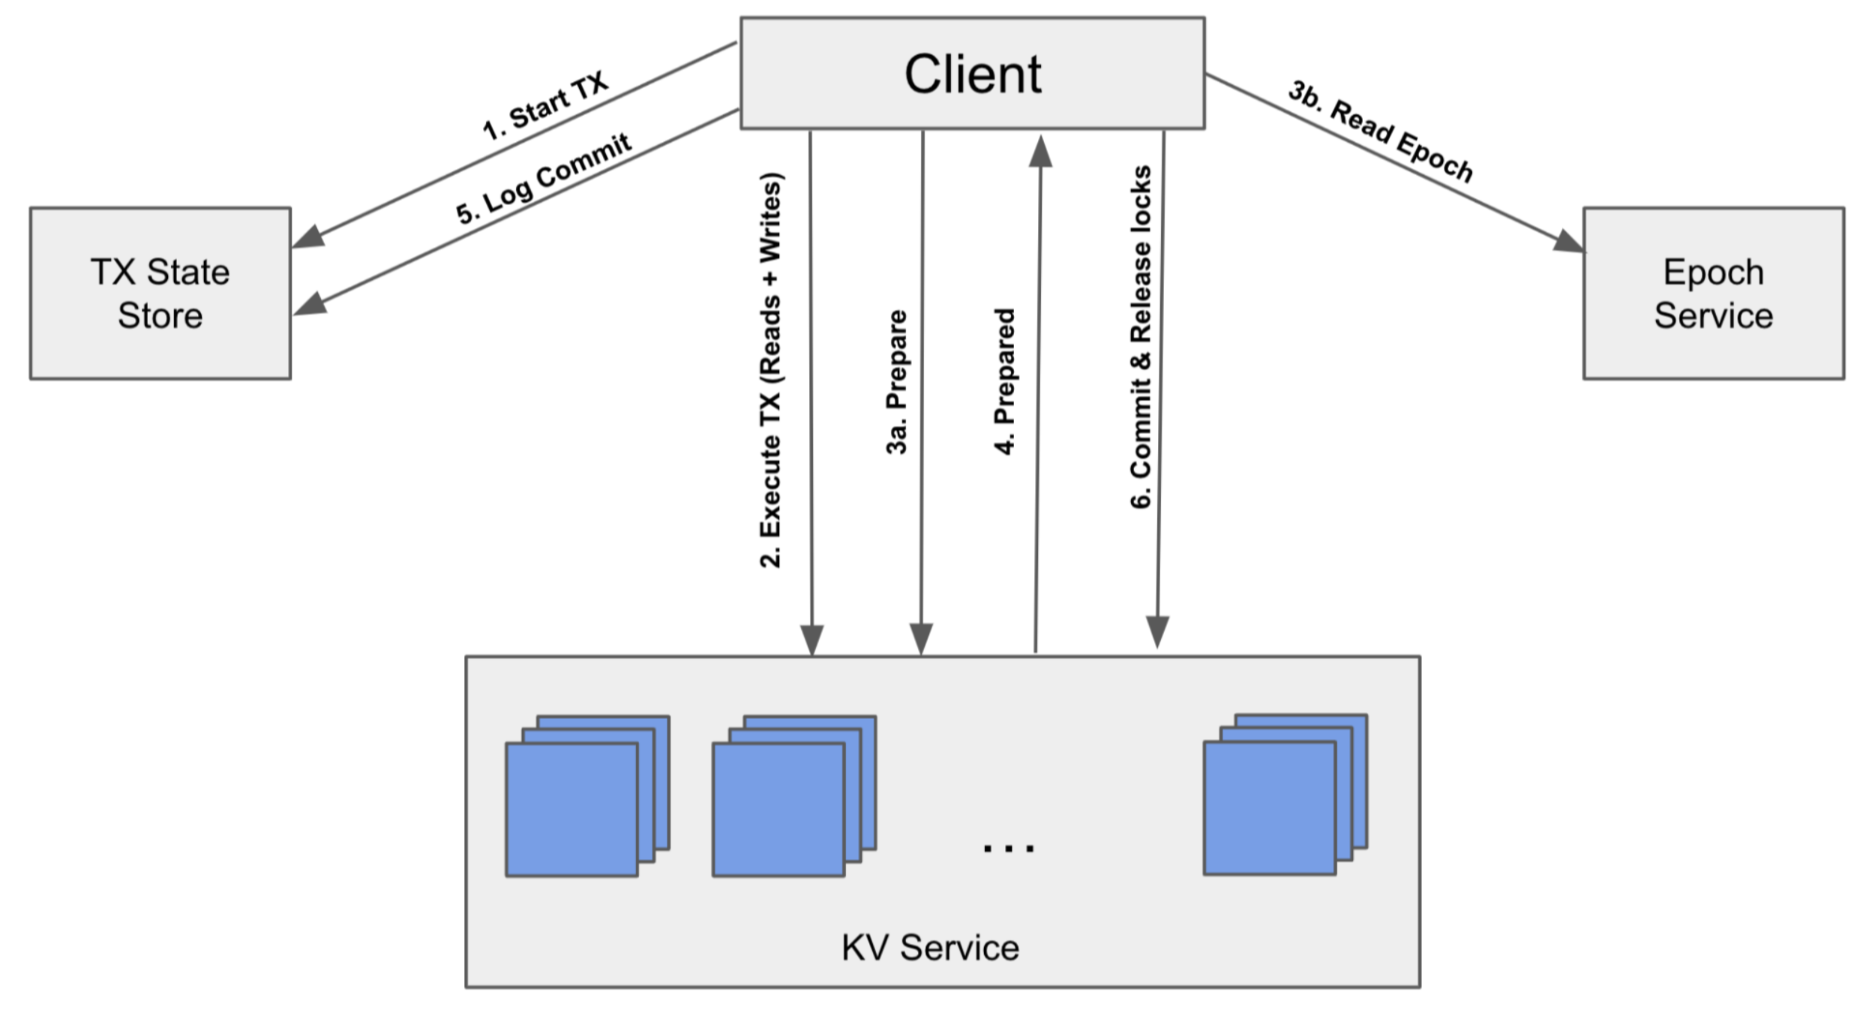 Client
1. Start TX
5. Log Commit
3b. Read Epoch
TX State
Store
2. Execute TX (Reads + Writes)
3a. Prepare
4. Prepared
6. Commit & Release locks
Epoch
Service
...
KV Service